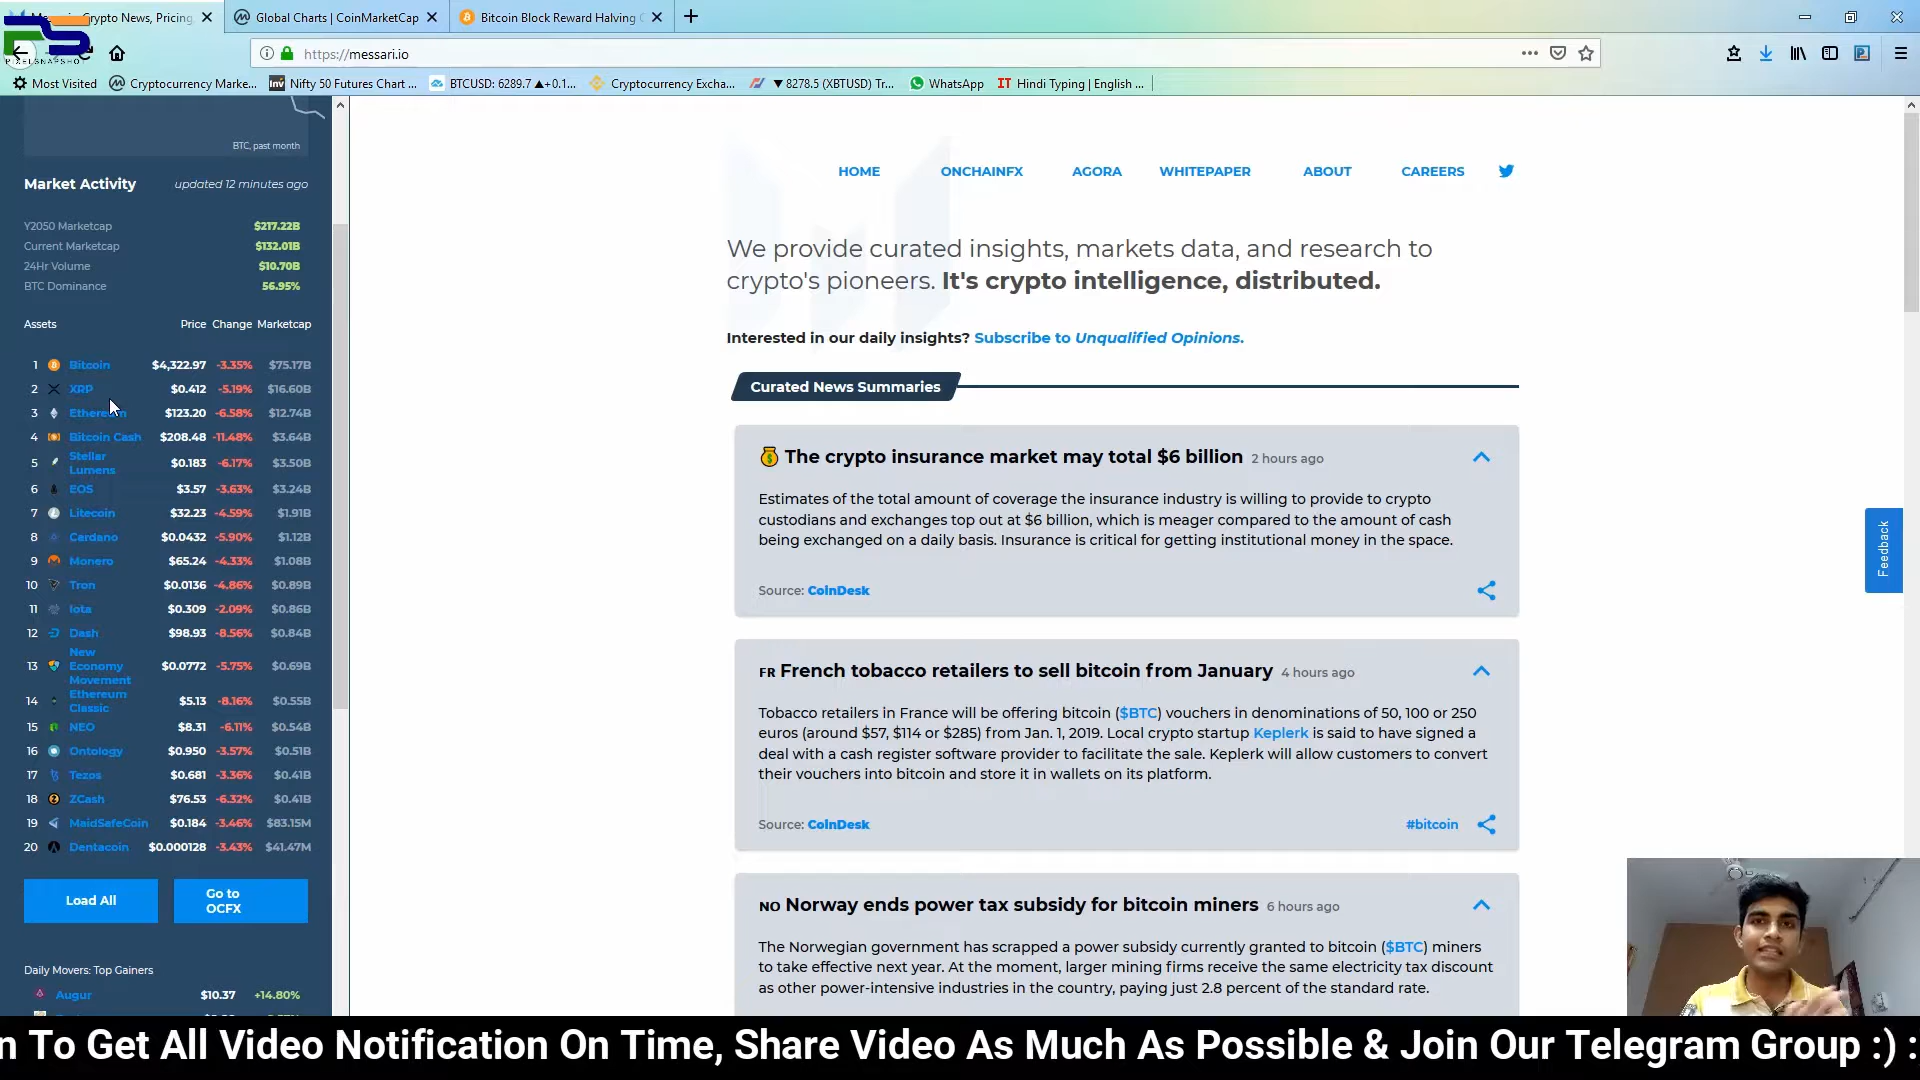 Crypto News, Pricing,
Global Charts | CoinMarketCap
Bitcoin Block Reward Halving
PIXELSNAPSHO
https://messari.io
Most Visited
Cryptocurrency Marke...
Nifty 50 Futures Chart ...
BTCUSD: 6289.7 ▲+0.1...
Cryptocurrency Excha...
▼ 8278.5 (XBTUSD) Tr...
WhatsApp
IT Hindi Typing | English ...
BTC, past month
Market Activity updated 12 minutes ago
Y2050 Marketcap $217.22B
Current Marketcap $132.01B
24Hr Volume $10.70B
BTC Dominance 56.95%
Assets Price Change Marketcap
1 Bitcoin $4,322.97 -3.35% $75.17B
2 XRP $0.412 -5.19% $16.60B
3 Ethereum $123.20 -6.58% $12.74B
4 Bitcoin Cash $208.48 -11.48% $3.64B
5 Stellar Lumens $0.183 -6.17% $3.50B
6 EOS $3.57 -3.63% $3.24B
7 Litecoin $32.23 -4.59% $1.91B
8 Cardano $0.0432 -5.90% $1.12B
9 Monero $65.24 -4.33% $1.08B
10 Tron $0.0136 -4.86% $0.89B
11 Iota $0.309 -2.09% $0.86B
12 Dash $98.93 -8.56% $0.84B
13 New Economy Movement $0.0772 -5.75% $0.69B
14 Ethereum Classic $5.13 -8.16% $0.55B
15 NEO $8.31 -6.11% $0.54B
16 Ontology $0.950 -3.57% $0.51B
17 Tezos $0.681 -3.36% $0.41B
18 ZCash $76.53 -6.32% $0.41B
19 MaidSafeCoin $0.184 -3.46% $83.15M
20 Dentacoin $0.000128 -3.43% $41.47M
Load All
Go to
OCFX
Daily Movers: Top Gainers
Augur $10.37 +14.80%
HOME ONCHAINFX AGORA WHITEPAPER ABOUT CAREERS
We provide curated insights, markets data, and research to
crypto's pioneers. It's crypto intelligence, distributed.
Interested in our daily insights? Subscribe to Unqualified Opinions.
Curated News Summaries
The crypto insurance market may total $6 billion 2 hours ago
Estimates of the total amount of coverage the insurance industry is willing to provide to crypto
custodians and exchanges top out at $6 billion, which is meager compared to the amount of cash
being exchanged on a daily basis. Insurance is critical for getting institutional money in the space.
Source: CoinDesk
FR French tobacco retailers to sell bitcoin from January 4 hours ago
Tobacco retailers in France will be offering bitcoin ($BTC) vouchers in denominations of 50, 100 or 250
euros (around $57, $114 or $285) from Jan. 1, 2019. Local crypto startup Keplerk is said to have signed a
deal with a cash register software provider to facilitate the sale. Keplerk will allow customers to convert
their vouchers into bitcoin and store it in wallets on its platform.
Source: CoinDesk #bitcoin
NO Norway ends power tax subsidy for bitcoin miners 6 hours ago
The Norwegian government has scrapped a power subsidy currently granted to bitcoin ($BTC) miners
to take effective next year. At the moment, larger mining firms receive the same electricity tax discount
as other power-intensive industries in the country, paying just 2.8 percent of the standard rate.
Feedback
n To Get All Video Notification On Time, Share Video As Much As Possible & Join Our Telegram Group :) :